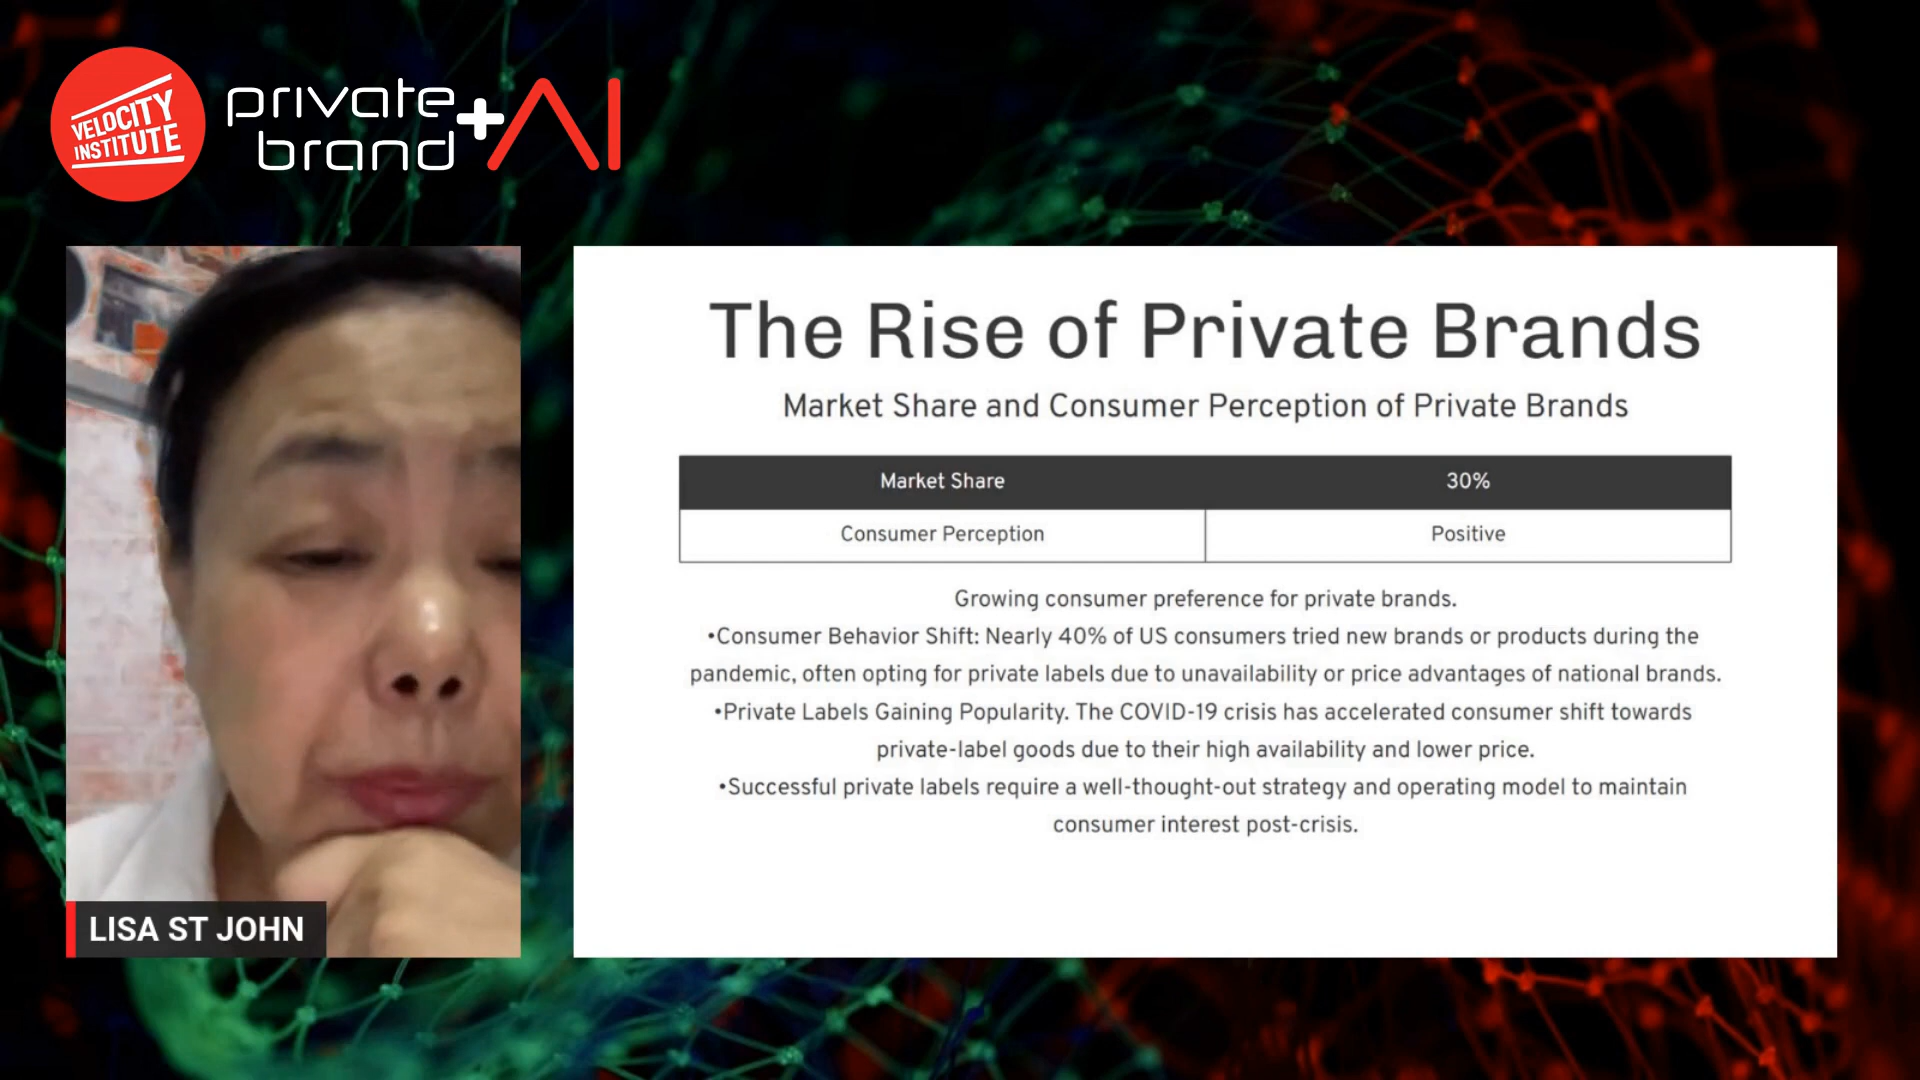 VELOCITY
INSTITUTE
private
brand
+AI
The Rise of Private Brands
Market Share and Consumer Perception of Private Brands
Market Share 30%
Consumer Perception Positive
Growing consumer preference for private brands.
•Consumer Behavior Shift: Nearly 40% of US consumers tried new brands or products during the
pandemic, often opting for private labels due to unavailability or price advantages of national brands.
•Private Labels Gaining Popularity. The COVID-19 crisis has accelerated consumer shift towards
private-label goods due to their high availability and lower price.
•Successful private labels require a well-thought-out strategy and operating model to maintain
consumer interest post-crisis.
LISA ST JOHN